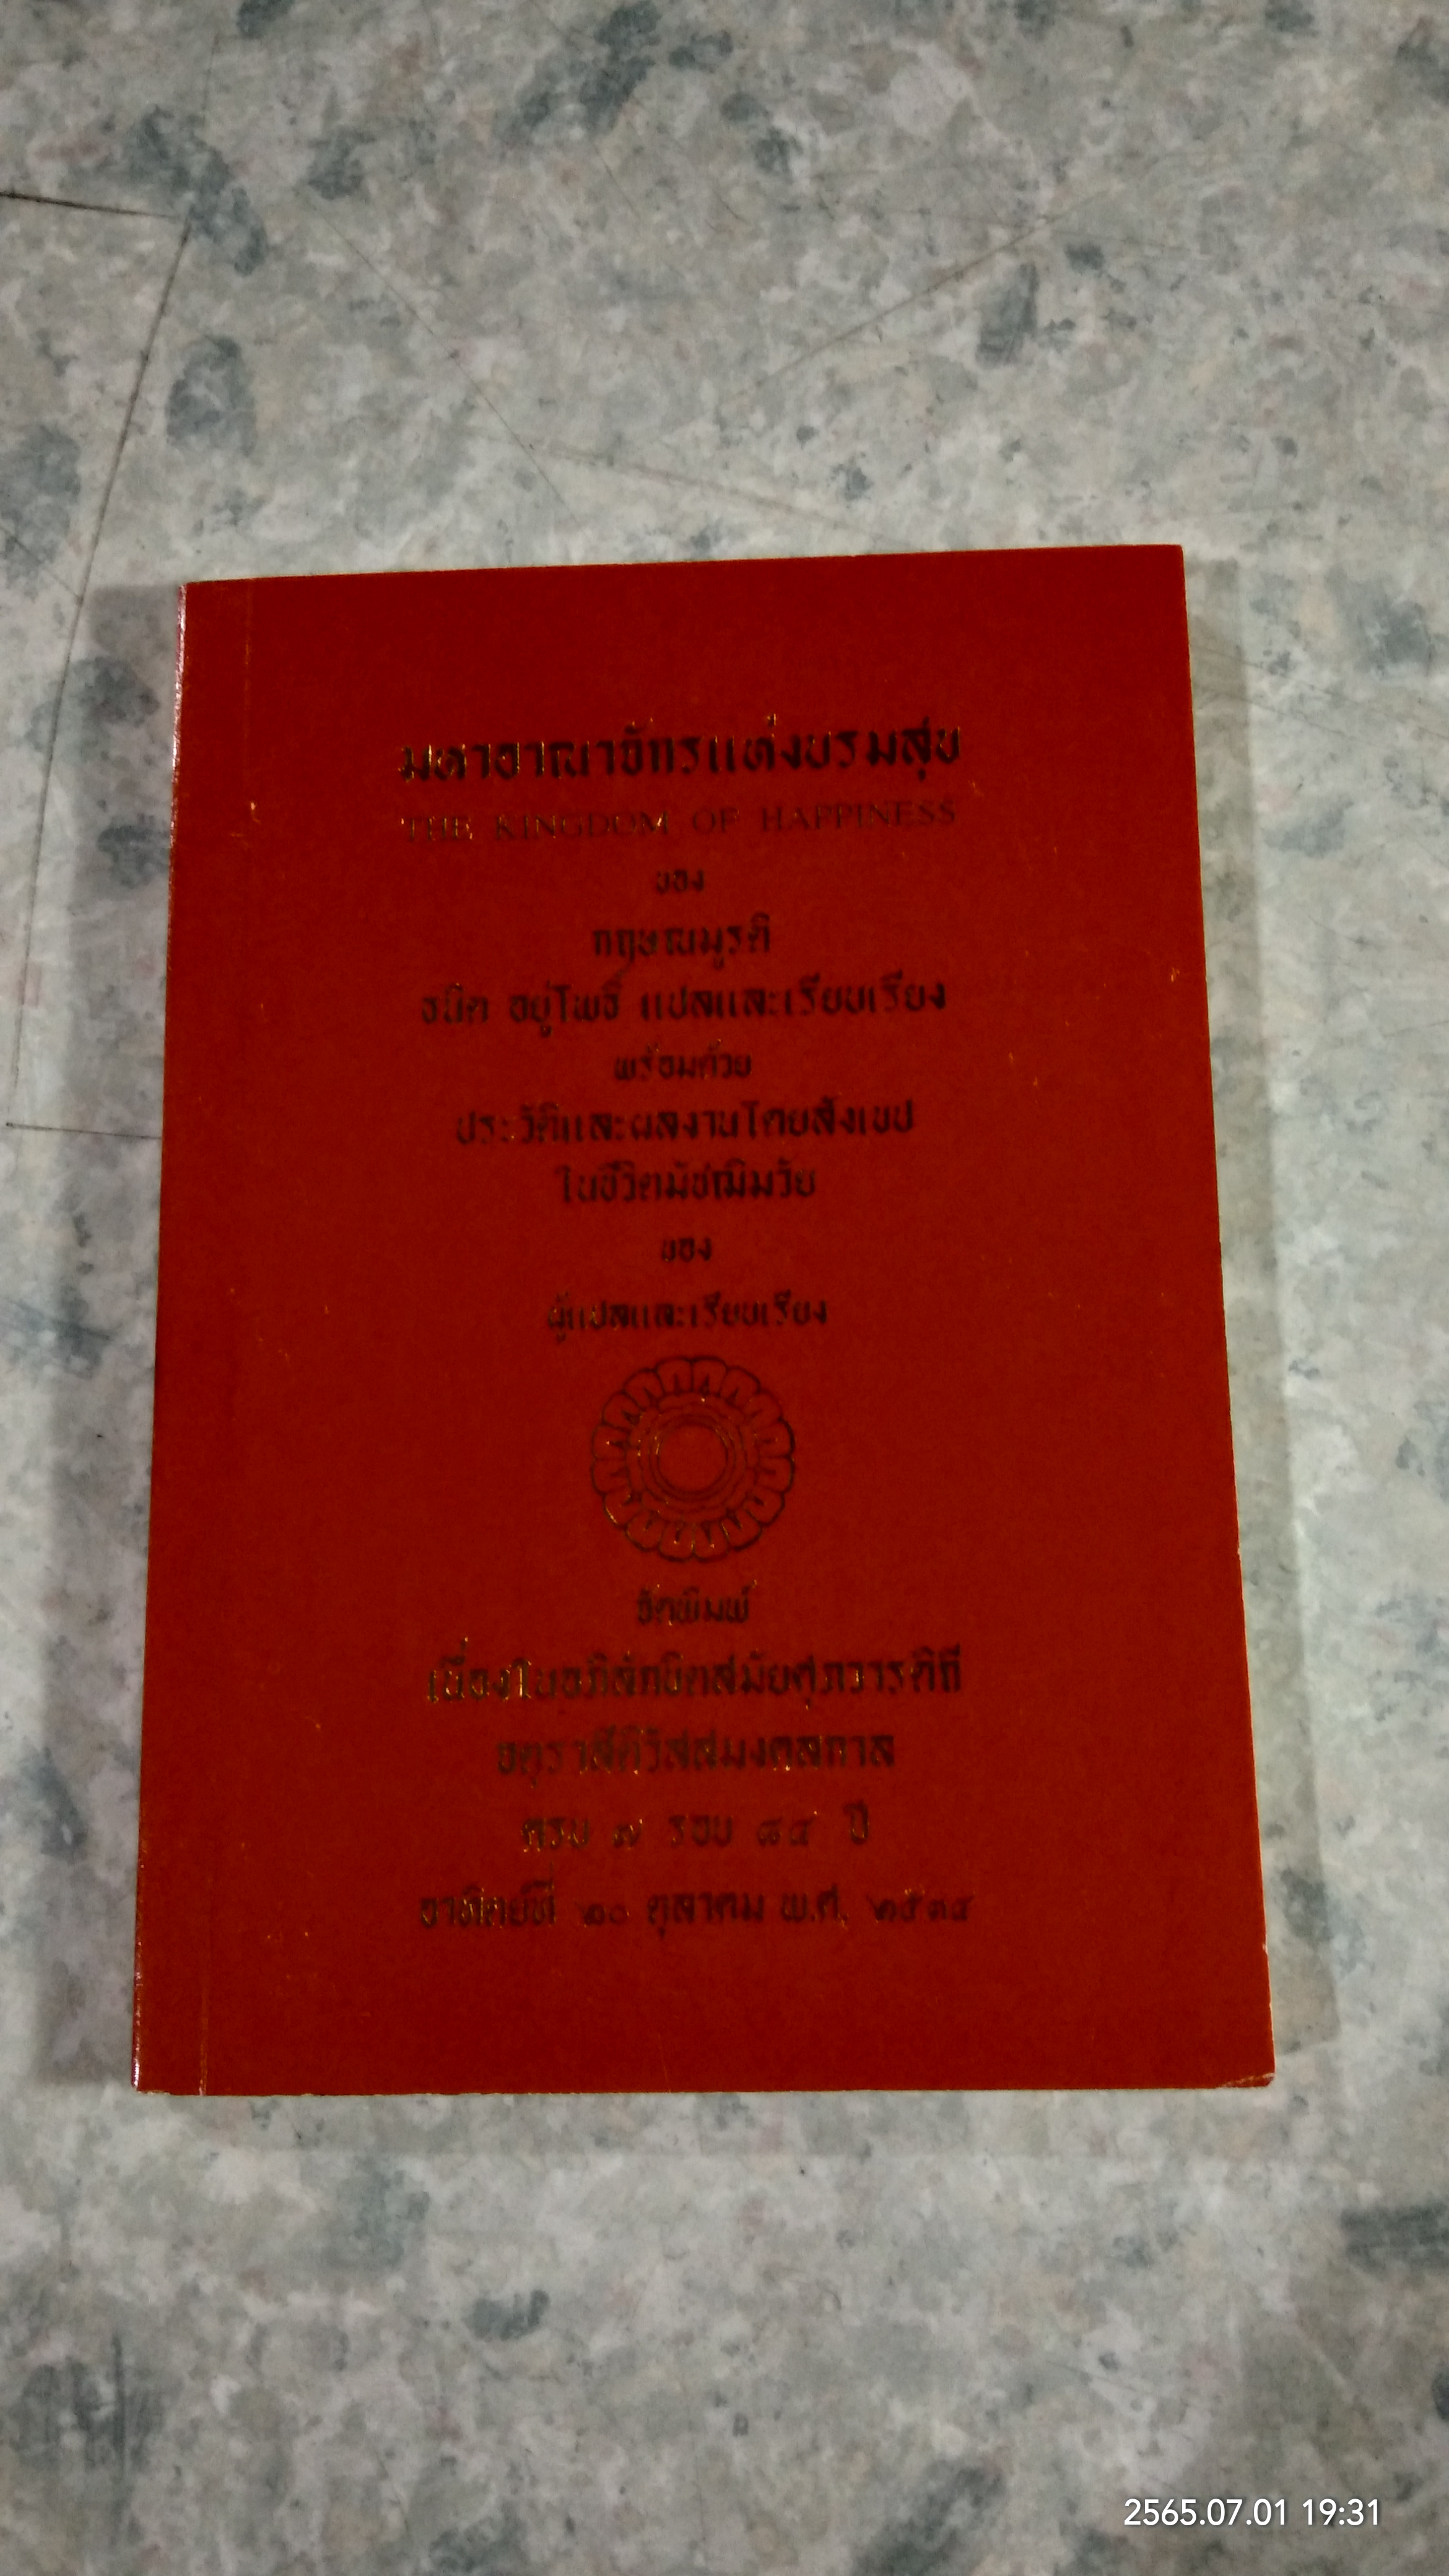 มหาอาณาจักรแห่งบรมสุข
THE KINGDOM OF HAPPINESS
ของ
กฤษณมูรติ
ธนิต อยู่โพธิ์ แปลและเรียบเรียง
พร้อมด้วย
ประวัติและผลงานโดยสังเขป
ในชีวิตมัชฌิมวัย
ของ
ผู้แปลและเรียบเรียง
จัดพิมพ์
เนื่องในอภิลักขิตสมัยศุภวารดิถี
จตุราสีติวัสสมงคลกาล
ครบ ๗ รอบ ๘๔ ปี
อาทิตย์ที่ ๒๐ ตุลาคม พ.ศ. ๒๕๓๔
2565.07.01 19:31